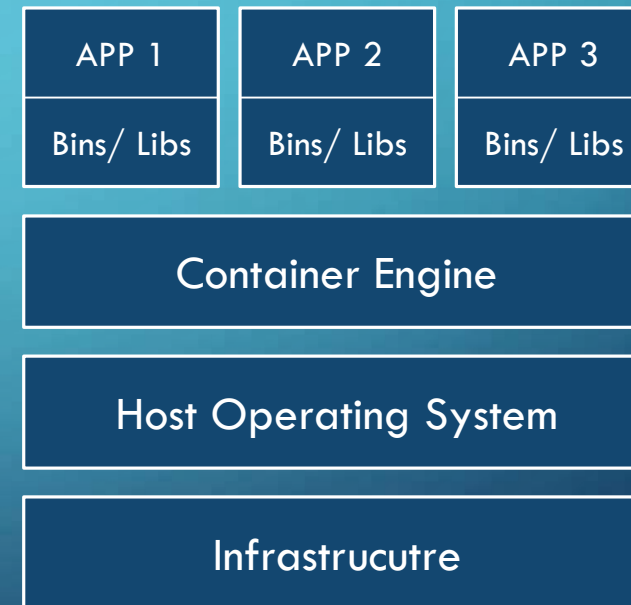 APP 1
APP 2
APP 3
Bins/ Libs
Bins/ Libs
Bins/ Libs
Container Engine
Host Operating System
Infrastrucutre